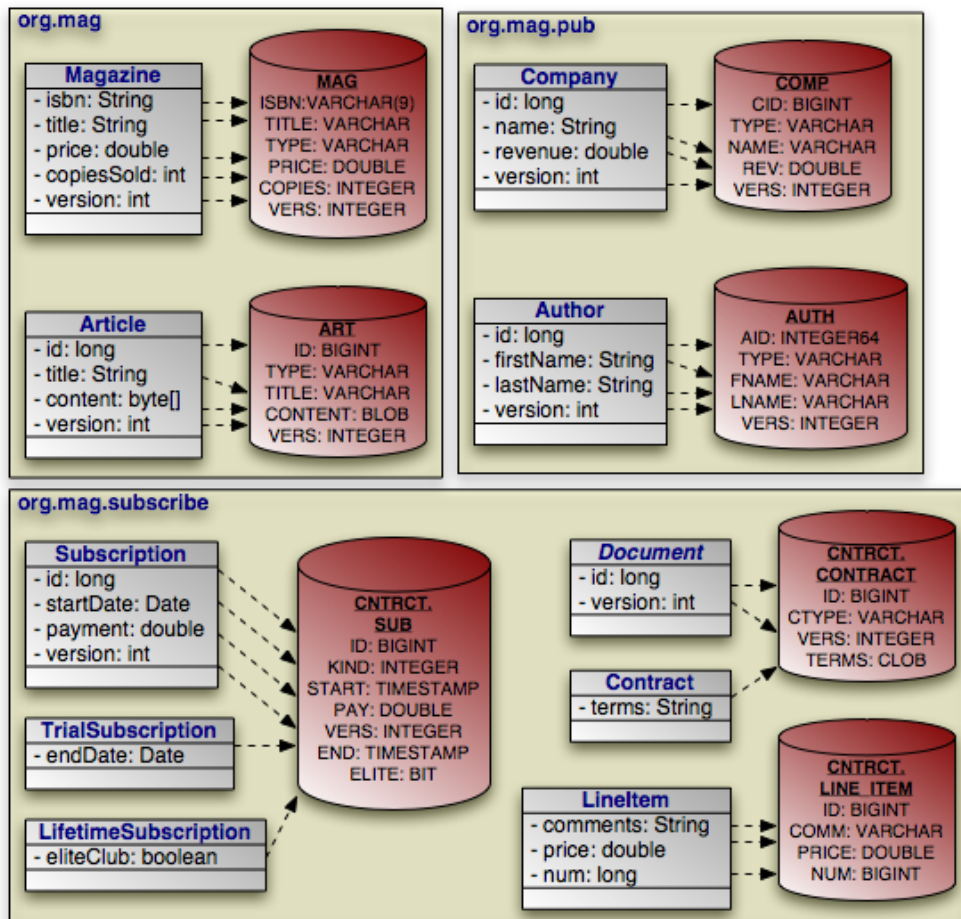 org.mag
Magazine
- isbn: String
- title: String
- price: double
- copiesSold: int
- version: int
MAG
ISBN:VARCHAR(9)
TITLE: VARCHAR
TYPE: VARCHAR
PRICE: DOUBLE
COPIES: INTEGER
VERS: INTEGER
Article
- id: long
- title: String
- content: byte[]
- version: int
ART
ID: BIGINT
TYPE: VARCHAR
TITLE: VARCHAR
CONTENT: BLOB
VERS: INTEGER
org.mag.pub
Company
- id: long
- name: String
- revenue: double
- version: int
COMP
CID: BIGINT
TYPE: VARCHAR
NAME: VARCHAR
REV: DOUBLE
VERS: INTEGER
Author
- id: long
- firstName: String
- lastName: String
- version: int
AUTH
AID: INTEGER64
TYPE: VARCHAR
FNAME: VARCHAR
LNAME: VARCHAR
VERS: INTEGER
org.mag.subscribe
Subscription
- id: long
- startDate: Date
- payment: double
- version: int
TrialSubscription
- endDate: Date
LifetimeSubscription
- eliteClub: boolean
CNTRCT.
SUB
ID: BIGINT
KIND: INTEGER
START: TIMESTAMP
PAY: DOUBLE
VERS: INTEGER
END: TIMESTAMP
ELITE: BIT
Document
- id: long
- version: int
Contract
- terms: String
CNTRCT.
CONTRACT
ID: BIGINT
CTYPE: VARCHAR
VERS: INTEGER
TERMS: CLOB
LineItem
- comments: String
- price: double
- num: long
CNTRCT.
LINE_ITEM
ID: BIGINT
COMM: VARCHAR
PRICE: DOUBLE
NUM: BIGINT